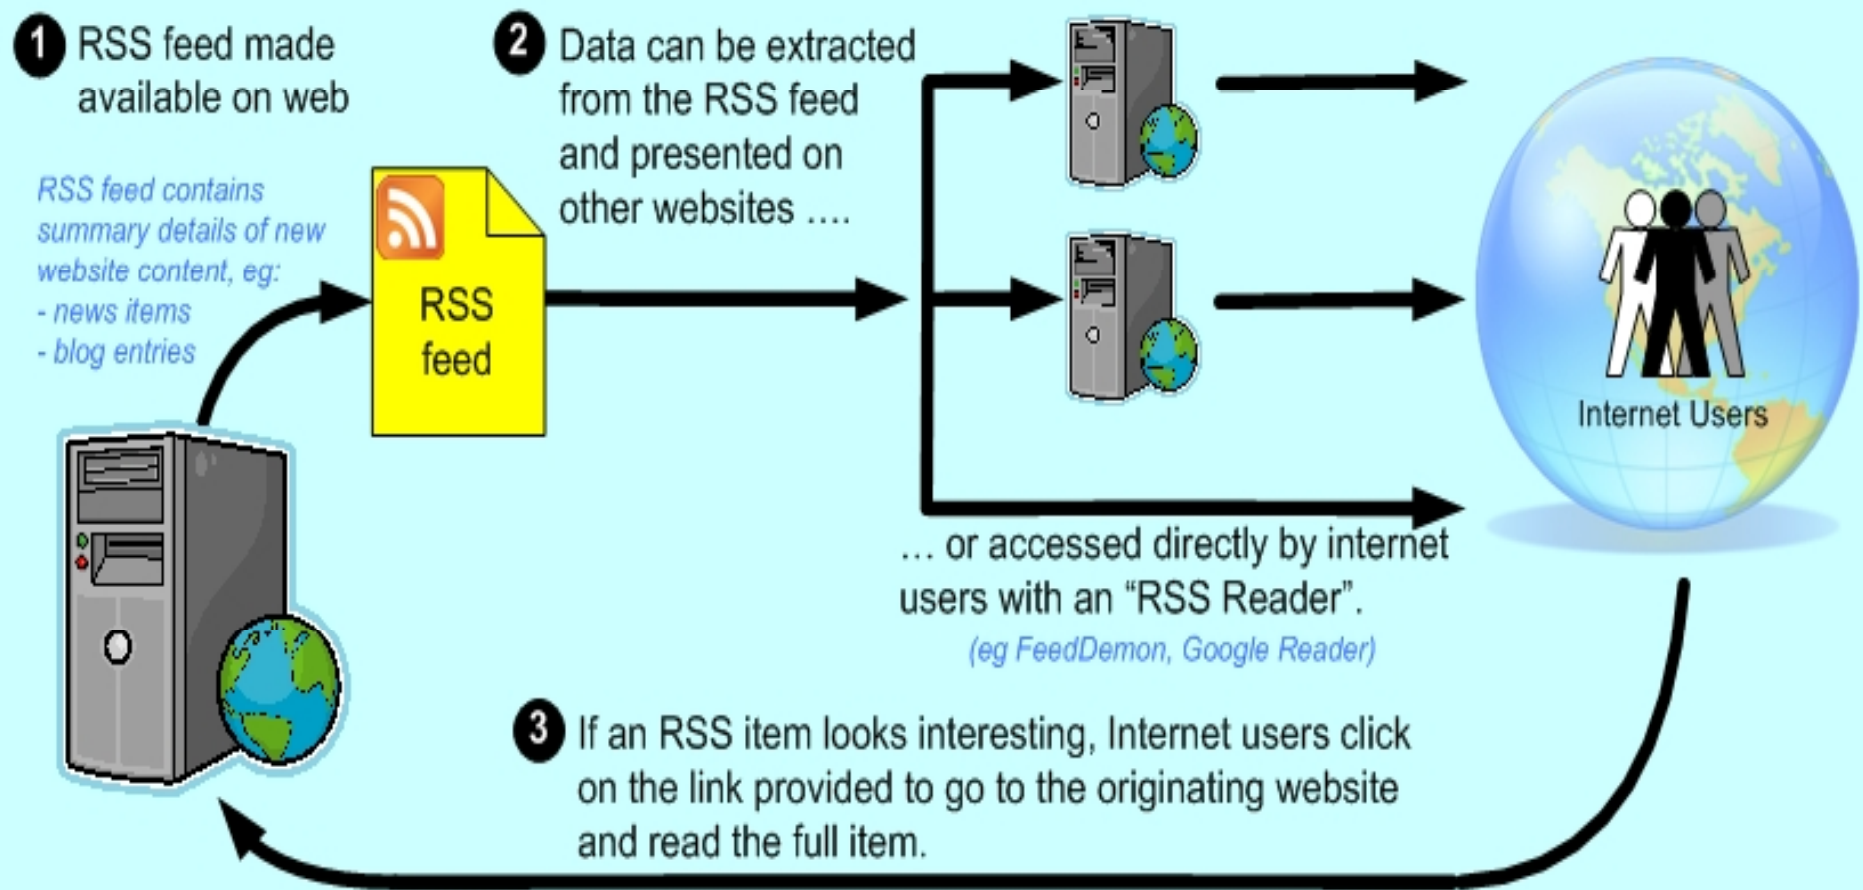 1 RSS feed made
available on web
RSS feed contains
summary details of new
website content, eg:
- news items
- blog entries
RSS
feed
2 Data can be extracted
from the RSS feed
and presented on
other websites ....
Internet Users
... or accessed directly by internet
users with an “RSS Reader”.
(eg FeedDemon, Google Reader)
3 If an RSS item looks interesting, Internet users click
on the link provided to go to the originating website
and read the full item.